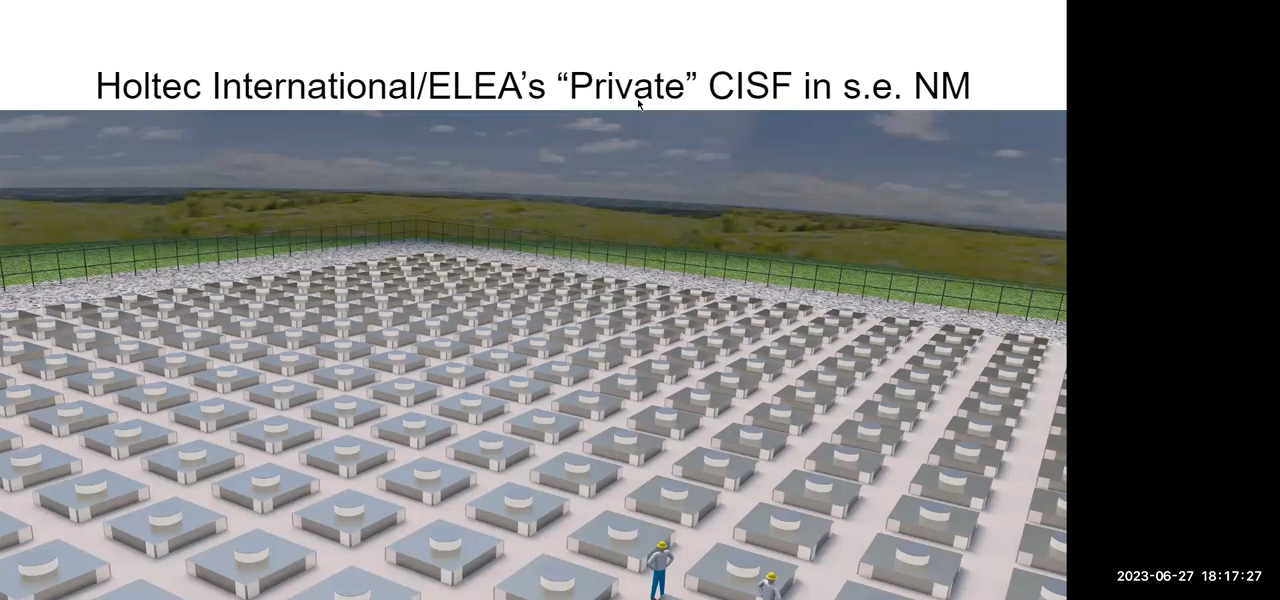 Holtec International/ELEA’s “Private” CISF in s.e. NM
2023-06-27 18:17:27